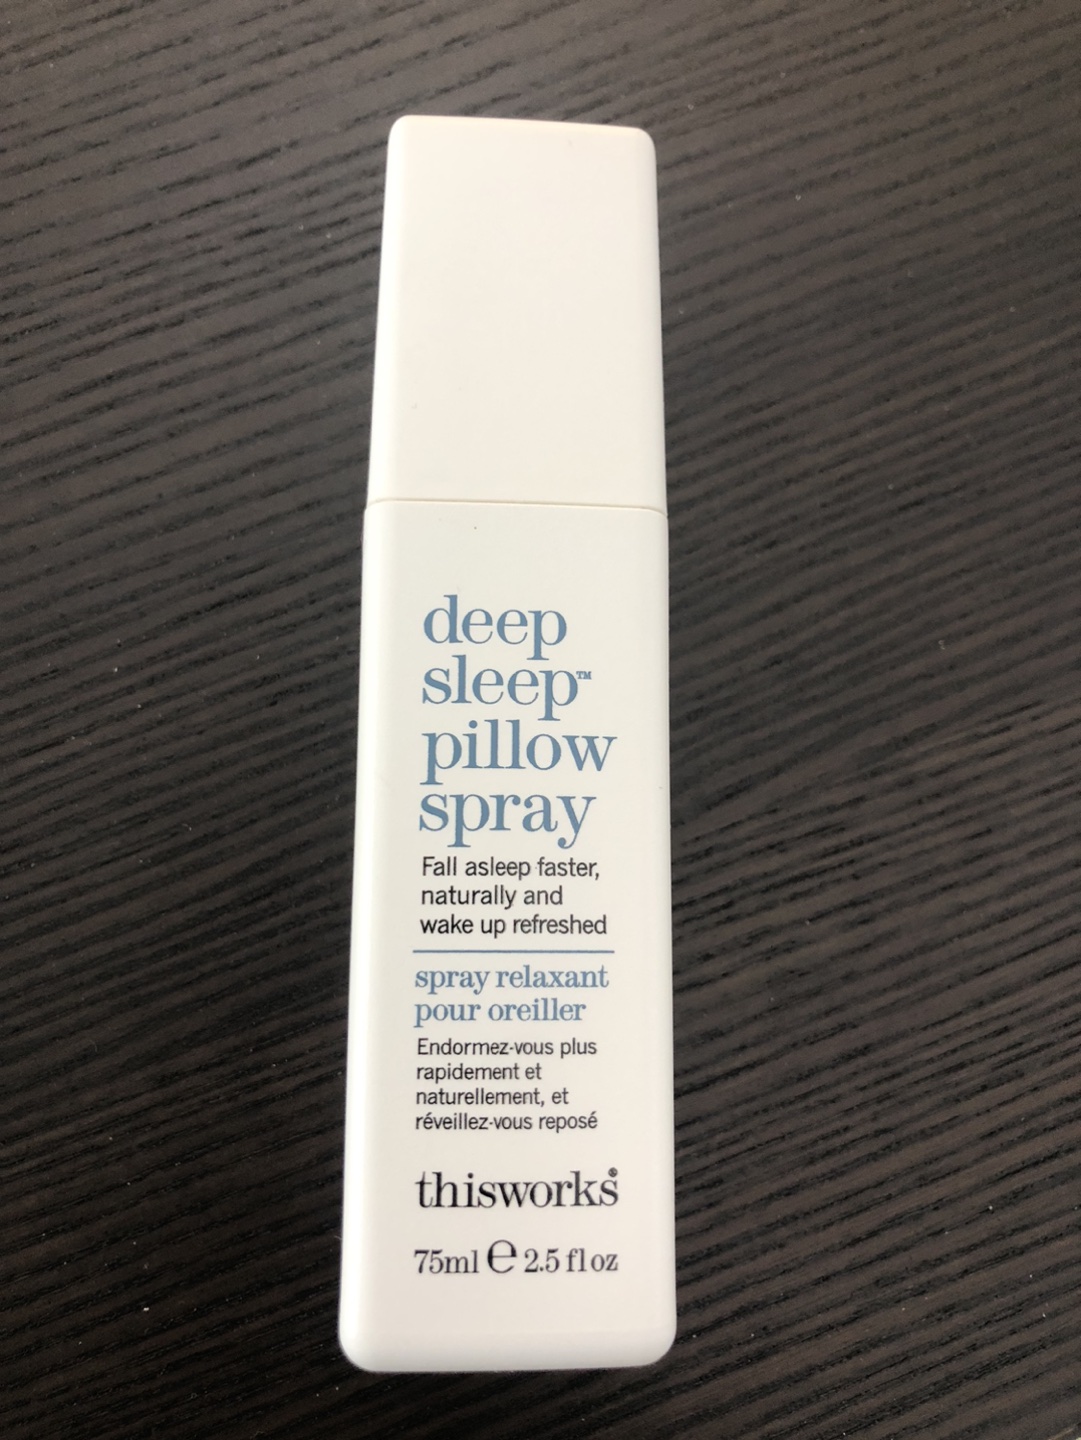 deep
sleep™
pillow
spray
Fall asleep faster,
naturally and
wake up refreshed
spray relaxant
pour oreiller
Endormez-vous plus
rapidement et
naturellement, et
réveillez-vous reposé
thisworks®
75ml ℮ 2.5 fl oz